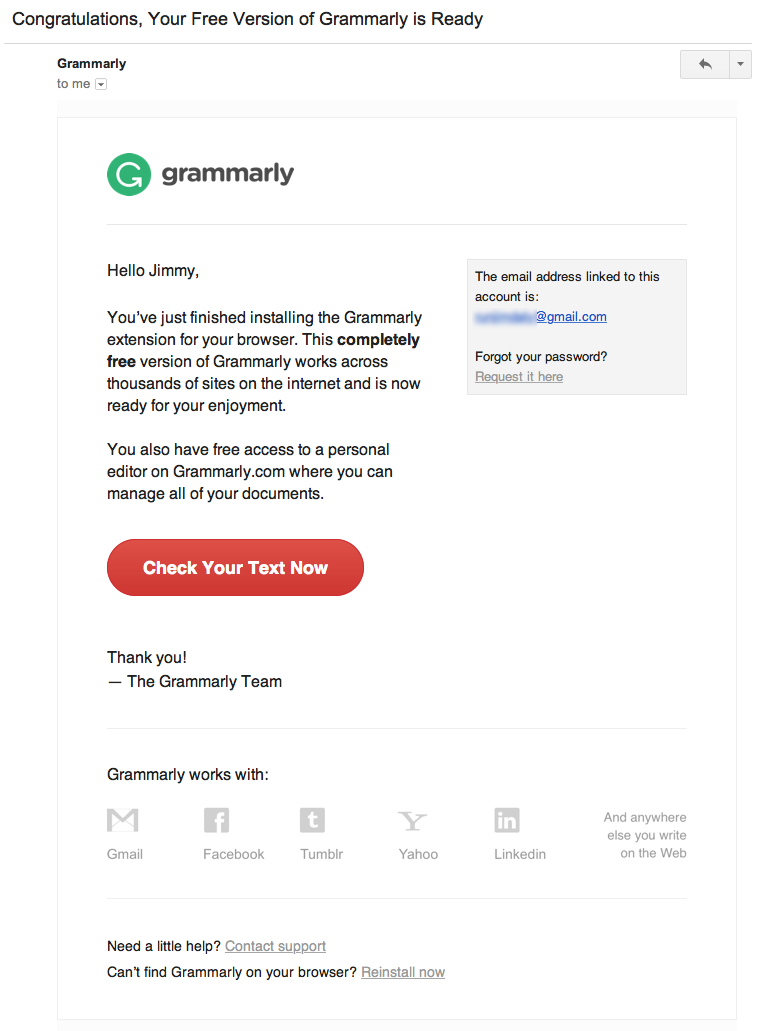 Congratulations, Your Free Version of Grammarly is Ready
Grammarly
to me
grammarly
Hello Jimmy,
You've just finished installing the Grammarly
extension for your browser. This completely
free version of Grammarly works across
thousands of sites on the internet and is now
ready for your enjoyment.
You also have free access to a personal
editor on Grammarly.com where you can
manage all of your documents.
The email address linked to this
account is:
@gmail.com
Forgot your password?
Request it here
Check Your Text Now
Thank you!
— The Grammarly Team
Grammarly works with:
Gmail
Facebook
Tumblr
Yahoo
Linkedin
And anywhere
else you write
on the Web
Need a little help? Contact support
Can't find Grammarly on your browser? Reinstall now